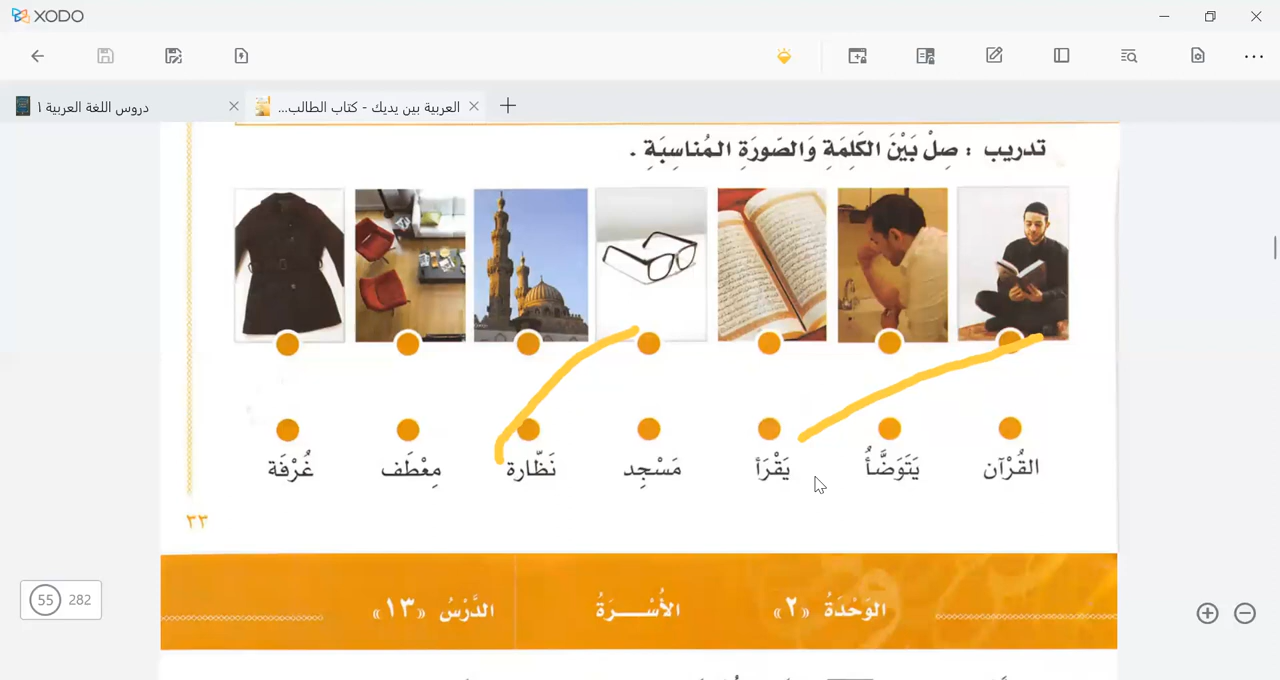 XODO
دروس اللغة العربية ١
العربية بين يديك - كتاب الطالب...
تدريب : صِلْ بَيْنَ الكَلِمَةِ وَالصّورَةِ المُناسِبَةِ .
القُرْآن يَتَوَضَّأُ يَقْرَأ مَسْجِد نَظّارة مِعْطَف غُرْفَة
٣٣
الوَحْدَةُ «٢» الأُسْـــرَةُ الدَّرْسُ «١٣»
55 282